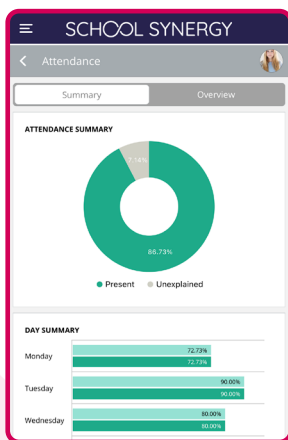 SCHOOL SYNERGY
Attendance
Summary Overview
ATTENDANCE SUMMARY
7.14%
86.73%
Present Unexplained
DAY SUMMARY
Monday
72.73%
72.73%
Tuesday
90.00%
90.00%
Wednesday
80.00%
80.00%